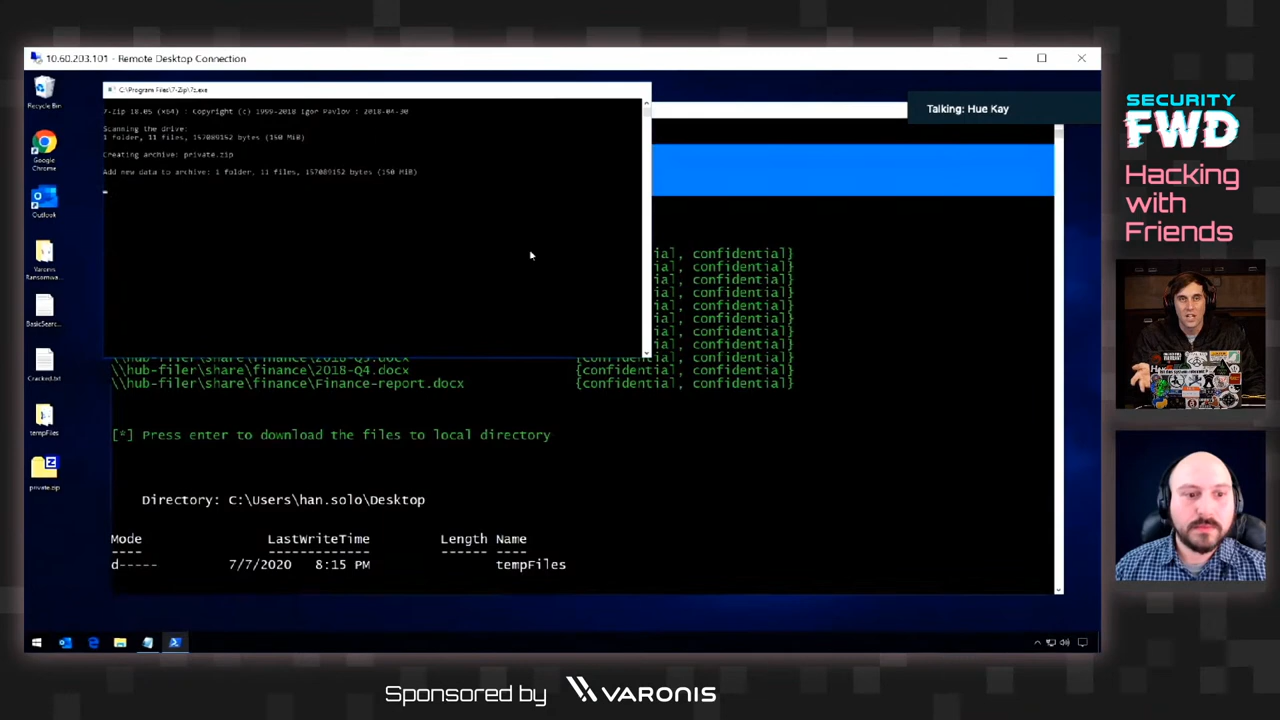 10.60.203.101 - Remote Desktop Connection
Talking: Hue Kay
SECURITY
FWD
Hacking
with
Friends
Recycle Bin
Google
Chrome
Outlook
Varonis
Ransomwa...
BasicSearc...
Cracked.txt
tempFiles
private.zip
C:\Program Files\7-Zip\7z.exe
7-Zip 18.05 (x64) : Copyright (c) 1999-2018 Igor Pavlov : 2018-04-30
Scanning the drive:
1 folder, 11 files, 157089152 bytes (150 MiB)
Creating archive: private.zip
Add new data to archive: 1 folder, 11 files, 157089152 bytes (150 MiB)
ial, confidential}
ial, confidential}
ial, confidential}
ial, confidential}
ial, confidential}
ial, confidential}
ial, confidential}
ial, confidential}
\\hub-filer\share\finance\2018-Q3.docx {confidential, confidential}
\\hub-filer\share\finance\2018-Q4.docx {confidential, confidential}
\\hub-filer\share\finance\Finance-report.docx {confidential, confidential}
[*] Press enter to download the files to local directory
Directory: C:\Users\han.solo\Desktop
Mode LastWriteTime Length Name
---- ------------- ------ ----
d----- 7/7/2020 8:15 PM tempFiles
Sponsored by VARONIS